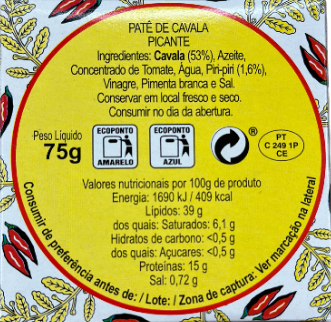 PATÉ DE CAVALA
PICANTE
Ingredientes: Cavala (53%), Azeite,
Concentrado de Tomate, Água, Piri-piri (1,6%),
Vinagre, Pimenta branca e Sal.
Conservar em local fresco e seco.
Consumir no dia da abertura.
Peso Líquido
75g
ECOPONTO
AMARELO
ECOPONTO
AZUL
®
PT
C 249 1P
CE
Valores nutricionais por 100g de produto
Energia: 1690 kJ / 409 kcal
Lípidos: 39 g
dos quais: Saturados: 6,1 g
Hidratos de carbono: <0,5 g
dos quais: Açucares: <0,5 g
Proteínas: 15 g
Sal: 0,72 g
Consumir de preferência antes de: / Lote: / Zona de captura: Ver marcação na lateral